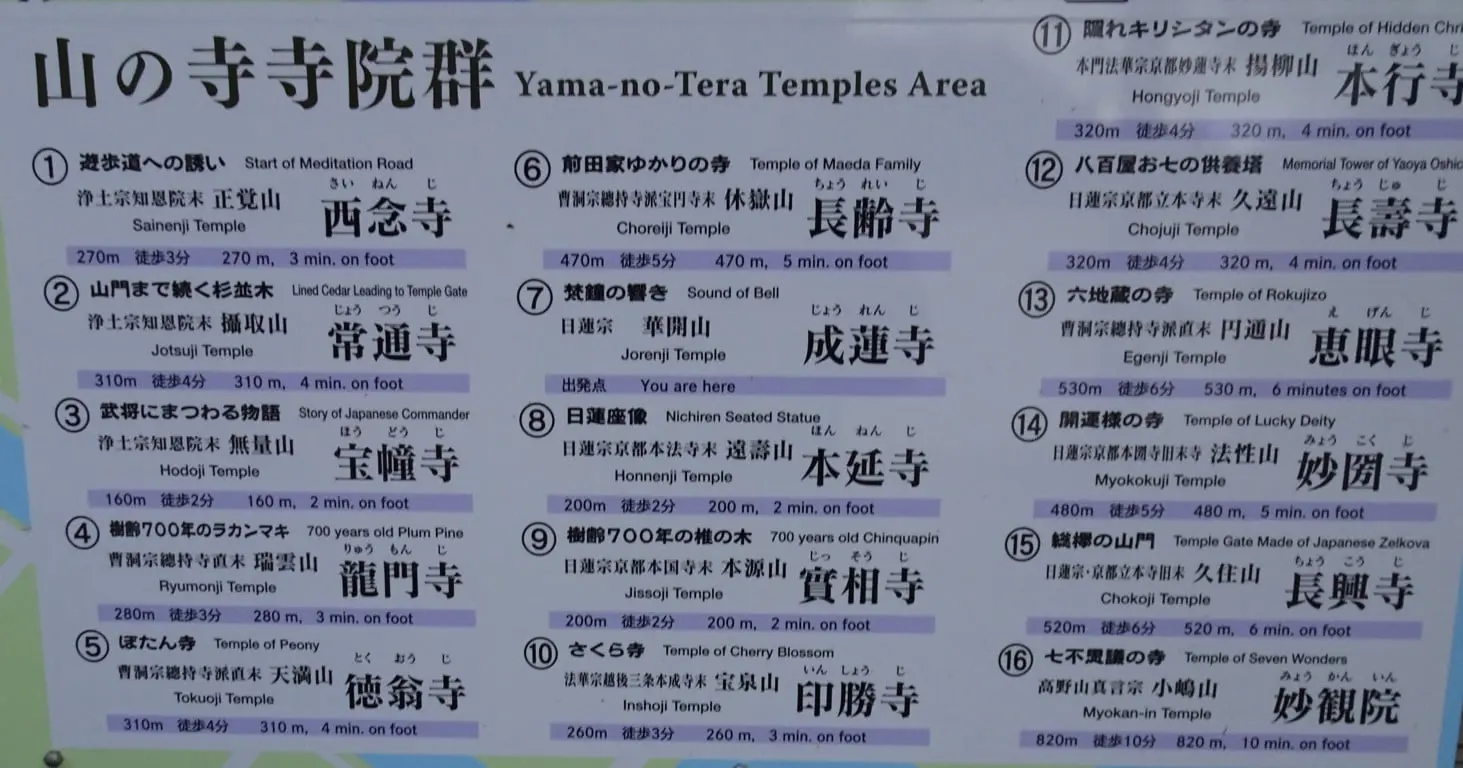 山の寺寺院群 Yama-no-Tera Temples Area
① 遊歩道への誘い Start of Meditation Road
さい ねん じ
浄土宗知恩院末 正覚山 西念寺
Sainenji Temple
270m 徒歩3分 270 m, 3 min. on foot
② 山門まで続く杉並木 Lined Cedar Leading to Temple Gate
じょう つう じ
浄土宗知恩院末 攝取山 常通寺
Jotsuji Temple
310m 徒歩4分 310 m, 4 min. on foot
③ 武将にまつわる物語 Story of Japanese Commander
ほう どう じ
浄土宗知恩院末 無量山 宝幢寺
Hodoji Temple
160m 徒歩2分 160 m, 2 min. on foot
④ 樹齢700年のラカンマキ 700 years old Plum Pine
りゅう もん じ
曹洞宗總持寺直末 瑞雲山 龍門寺
Ryumonji Temple
280m 徒歩3分 280 m, 3 min. on foot
⑤ ぼたん寺 Temple of Peony
とく おう じ
曹洞宗總持寺派直末 天満山 徳翁寺
Tokuoji Temple
310m 徒歩4分 310 m, 4 min. on foot
⑥ 前田家ゆかりの寺 Temple of Maeda Family
ちょう れい じ
曹洞宗總持寺派宝円寺末 休嶽山 長齢寺
Choreiji Temple
470m 徒歩5分 470 m, 5 min. on foot
⑦ 梵鐘の響き Sound of Bell
じょう れん じ
日蓮宗 華開山 成蓮寺
Jorenji Temple
出発点 You are here
⑧ 日蓮座像 Nichiren Seated Statue
ほん ねん じ
日蓮宗京都本法寺末 遠壽山 本延寺
Honnenji Temple
200m 徒歩2分 200 m, 2 min. on foot
⑨ 樹齢700年の椎の木 700 years old Chinquapin
じっ そう じ
日蓮宗京都本国寺末 本源山 實相寺
Jissoji Temple
200m 徒歩2分 200 m, 2 min. on foot
⑩ さくら寺 Temple of Cherry Blossom
いん しょう じ
法華宗越後三条本成寺末 宝泉山 印勝寺
Inshoji Temple
260m 徒歩3分 260 m, 3 min. on foot
⑪ 隠れキリシタンの寺 Temple of Hidden Chri
ほん ぎょう じ
本門法華宗京都妙蓮寺末 揚柳山 本行寺
Hongyoji Temple
320m 徒歩4分 320 m, 4 min. on foot
⑫ 八百屋お七の供養塔 Memorial Tower of Yaoya Oshic
ちょう じゅ じ
日蓮宗京都立本寺末 久遠山 長壽寺
Chojuji Temple
320m 徒歩4分 320 m, 4 min. on foot
⑬ 六地蔵の寺 Temple of Rokujizo
え げん じ
曹洞宗總持寺派直末 円通山 恵眼寺
Egenji Temple
530m 徒歩6分 530 m, 6 minutes on foot
⑭ 開運様の寺 Temple of Lucky Deity
みょう こく じ
日蓮宗京都本圀寺旧末寺 法性山 妙圀寺
Myokokuji Temple
480m 徒歩5分 480 m, 5 min. on foot
⑮ 欅の山門 Temple Gate Made of Japanese Zelkova
ちょう こう じ
日蓮宗・京都立本寺旧末 久住山 長興寺
Chokoji Temple
520m 徒歩6分 520 m, 6 min. on foot
⑯ 七不思議の寺 Temple of Seven Wonders
みょう かん いん
高野山真言宗 小嶋山 妙観院
Myokan-in Temple
820m 徒歩10分 820 m, 10 min. on foot